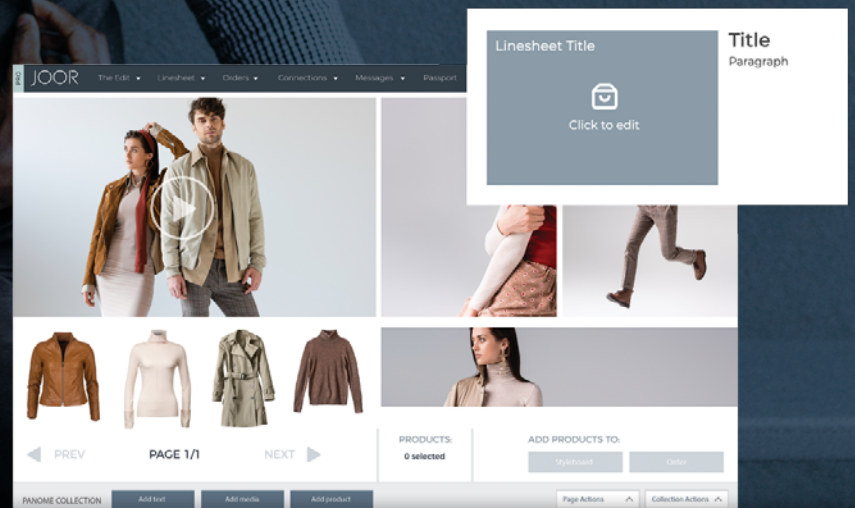 PRO
JOOR
The Edit
Linesheet
Orders
Connections
Messages
Passport
Linesheet Title
Click to edit
Title
Paragraph
PREV
PAGE 1/1
NEXT
PRODUCTS:
0 selected
ADD PRODUCTS TO:
Styleboard
Order
PANOME COLLECTION
Add text
Add media
Add product
Page Actions
Collection Actions